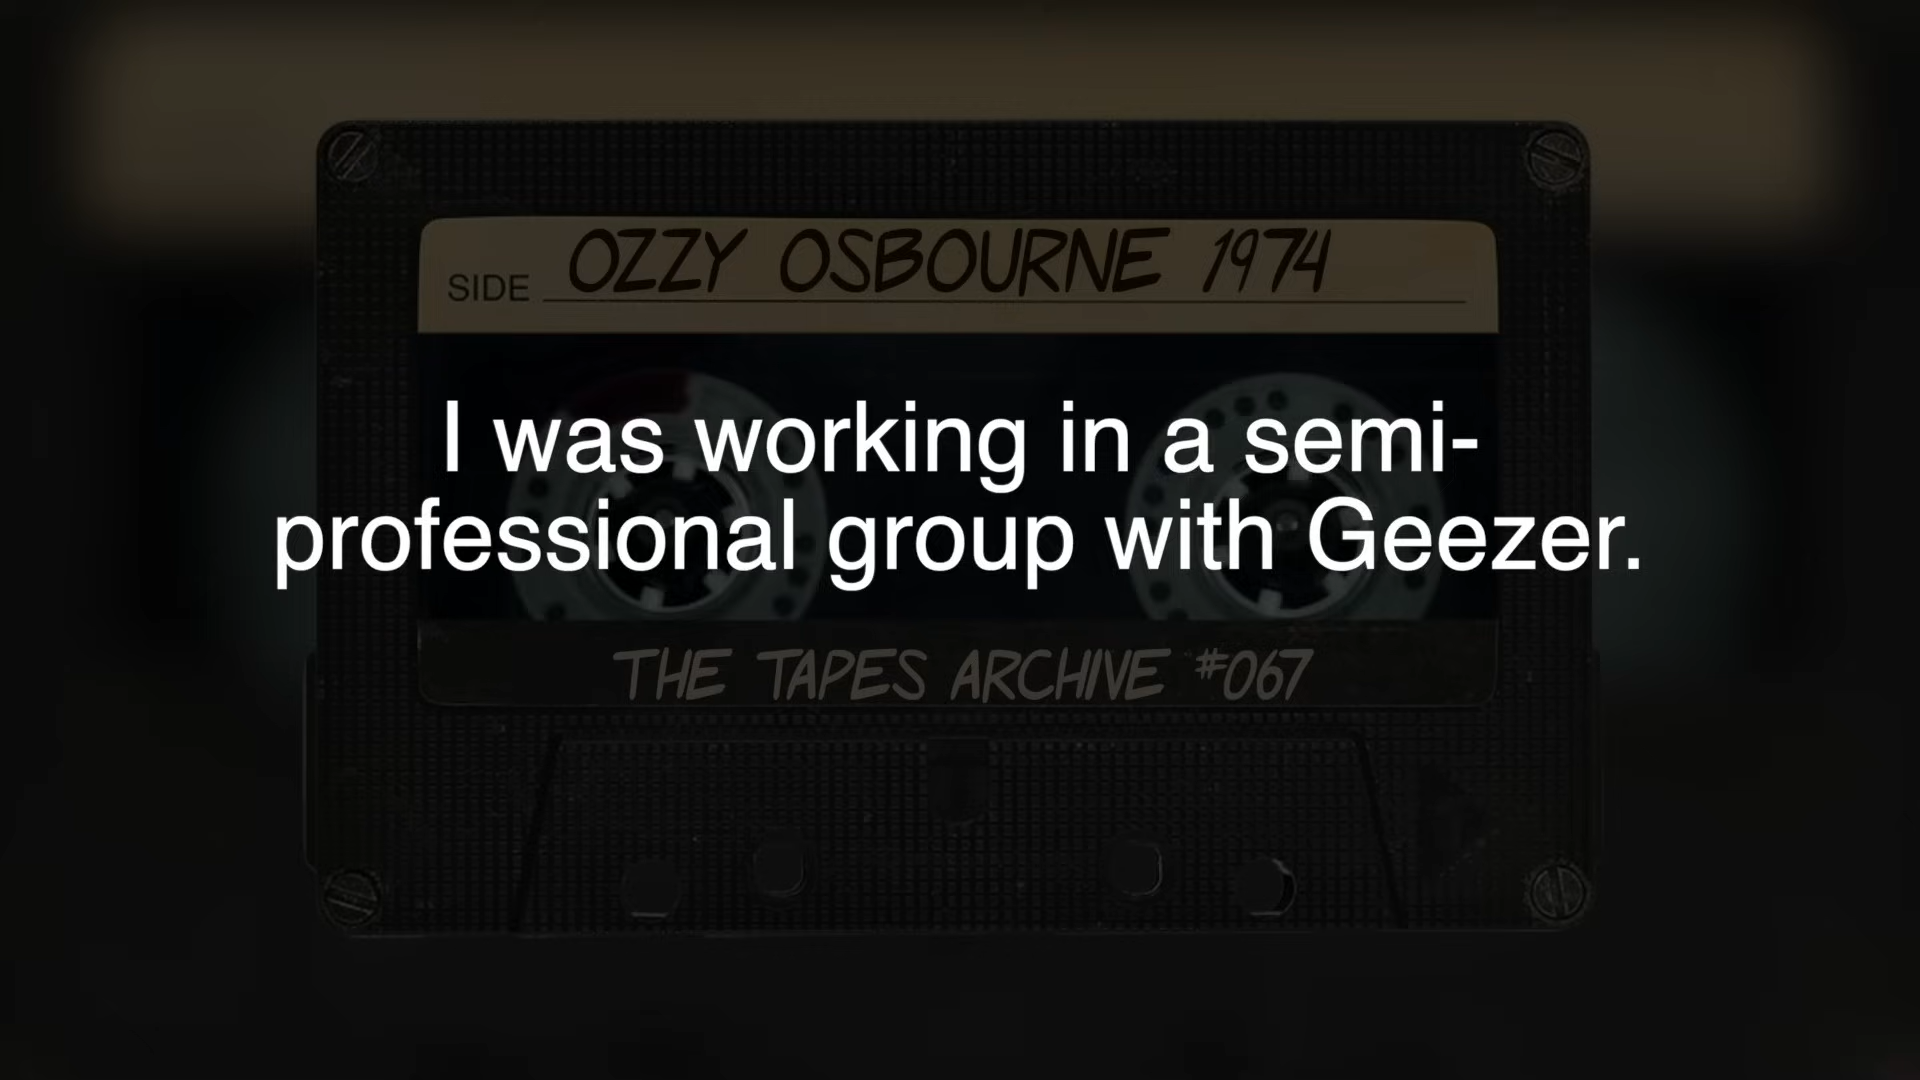 SIDE OZZY OSBOURNE 1974
I was working in a semi-
professional group with Geezer.
THE TAPES ARCHIVE #067